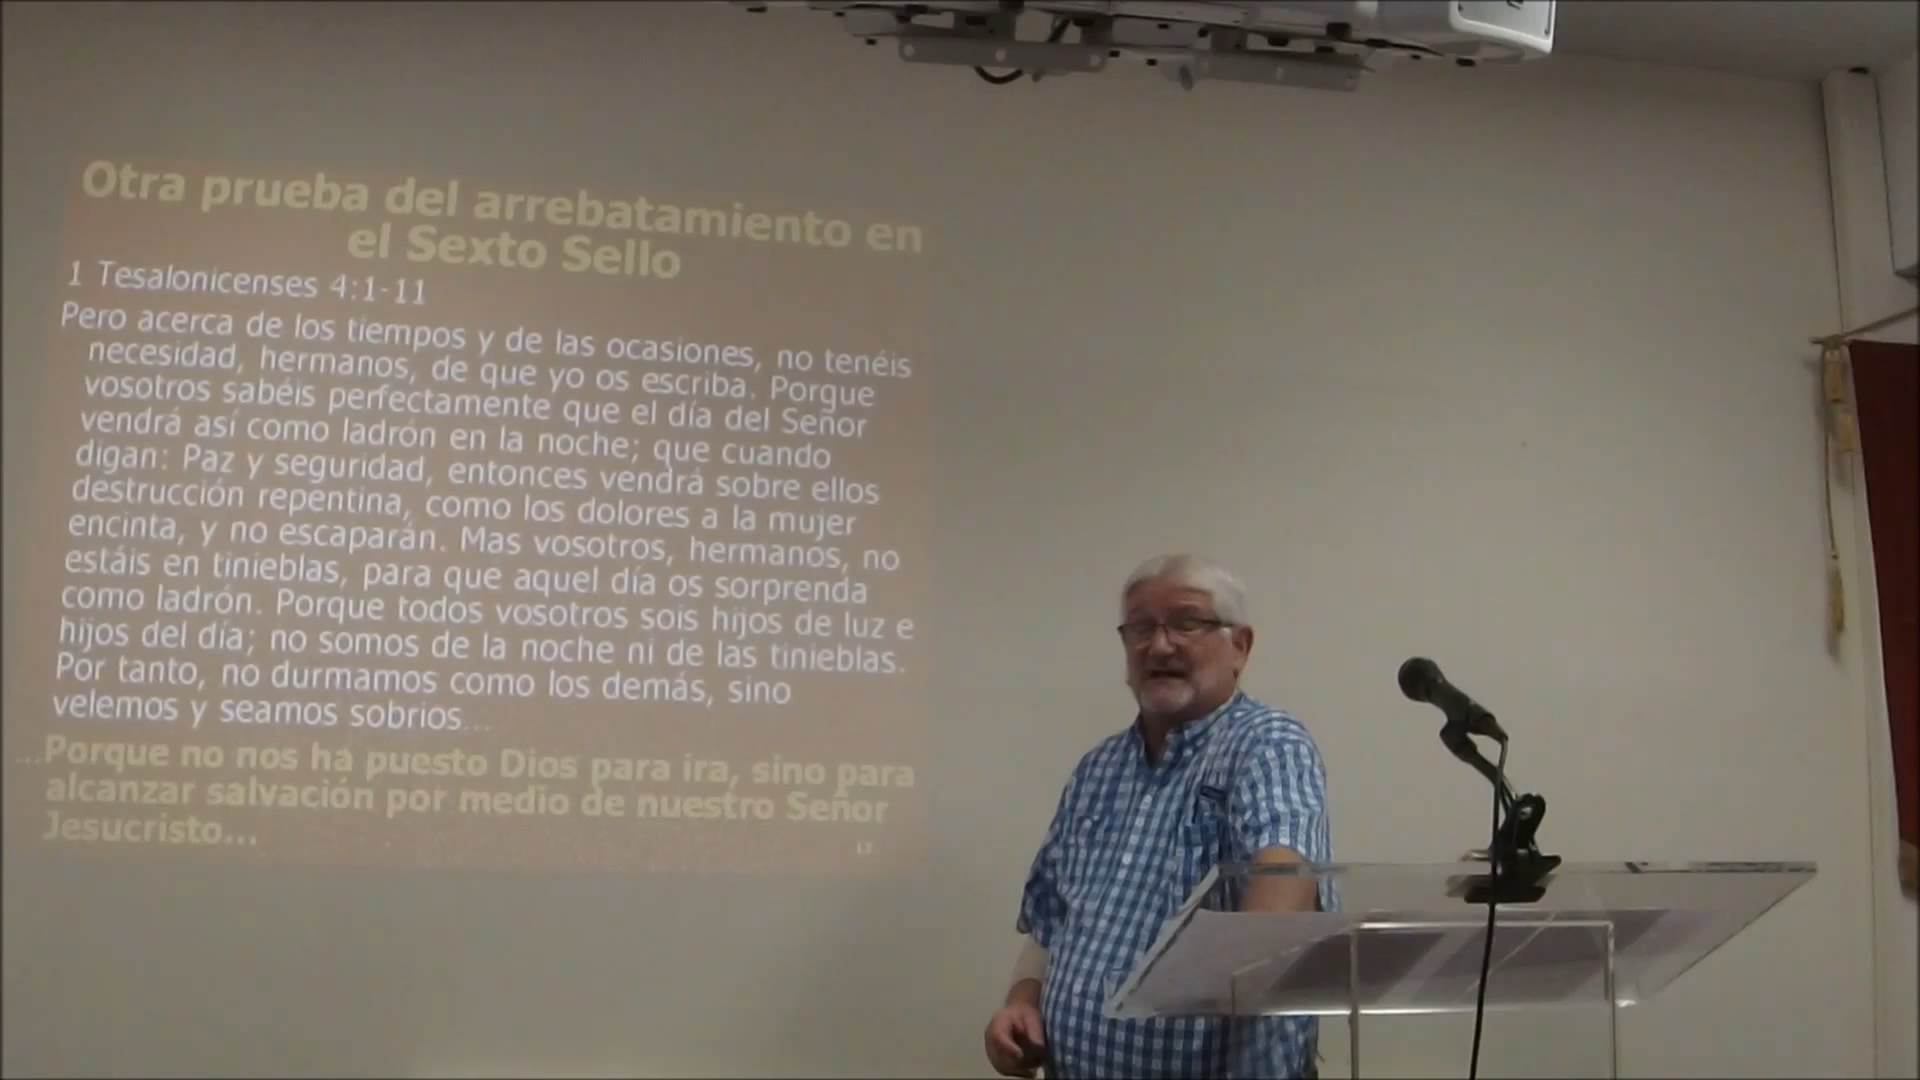 Otra prueba del arrebatamiento en
el Sexto Sello
1 Tesalonicenses 4:1-11
Pero acerca de los tiempos y de las ocasiones, no tenéis
necesidad, hermanos, de que yo os escriba. Porque
vosotros sabéis perfectamente que el día del Señor
vendrá así como ladrón en la noche; que cuando
digan: Paz y seguridad, entonces vendrá sobre ellos
destrucción repentina, como los dolores a la mujer
encinta, y no escaparán. Mas vosotros, hermanos, no
estáis en tinieblas, para que aquel día os sorprenda
como ladrón. Porque todos vosotros sois hijos de luz e
hijos del día; no somos de la noche ni de las tinieblas.
Por tanto, no durmamos como los demás, sino
velemos y seamos sobrios...
...Porque no nos ha puesto Dios para ira, sino para
alcanzar salvación por medio de nuestro Señor
Jesucristo...